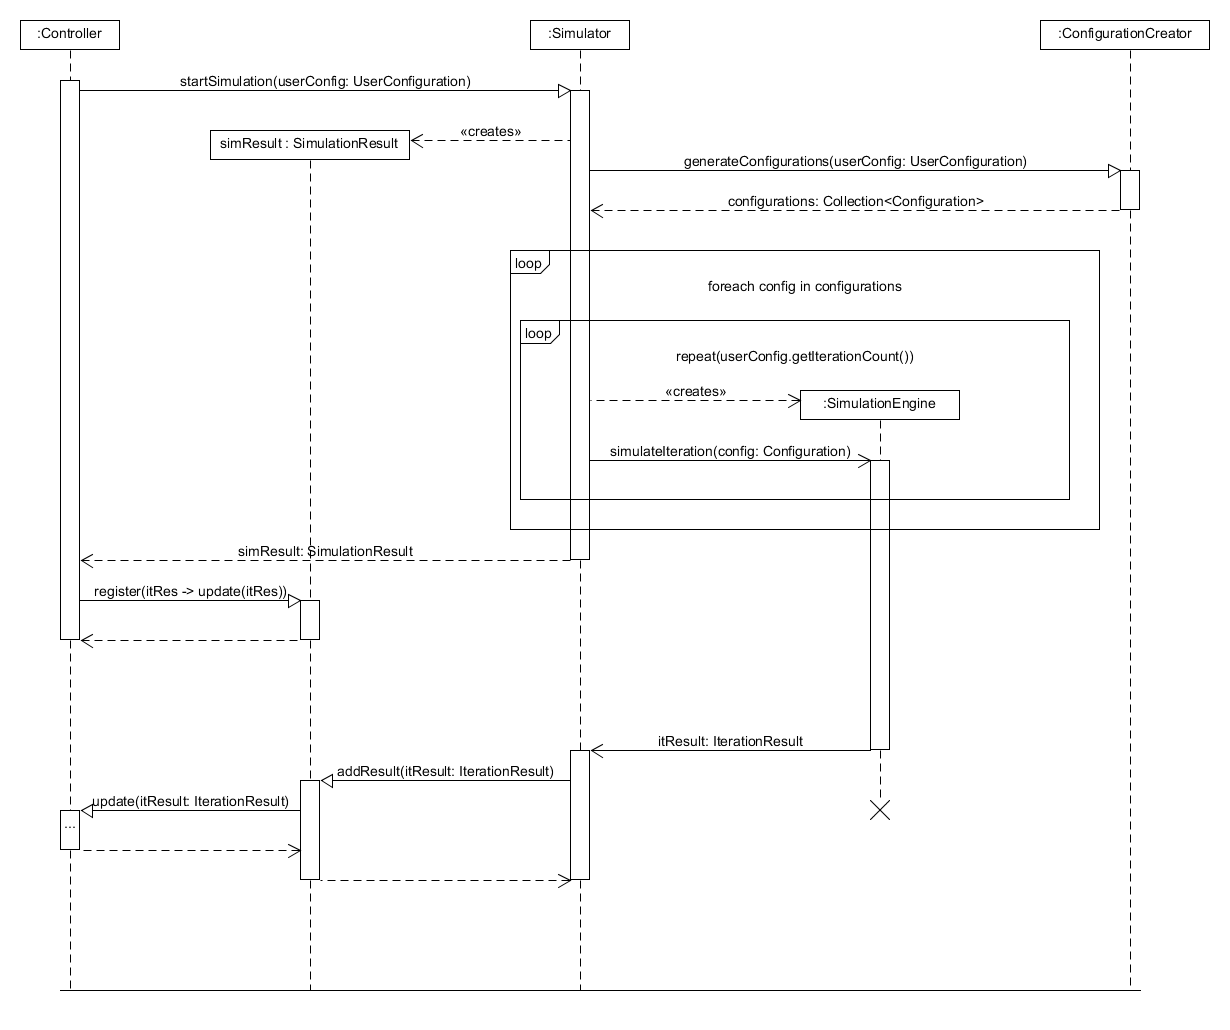 :Controller
:Simulator
:ConfigurationCreator
startSimulation(userConfig: UserConfiguration)
«creates»
simResult : SimulationResult
generateConfigurations(userConfig: UserConfiguration)
configurations: Collection<Configuration>
loop
foreach config in configurations
loop
repeat(userConfig.getIterationCount())
«creates»
:SimulationEngine
simulateIteration(config: Configuration)
simResult: SimulationResult
register(itRes -> update(itRes))
itResult: IterationResult
addResult(itResult: IterationResult)
update(itResult: IterationResult)
...